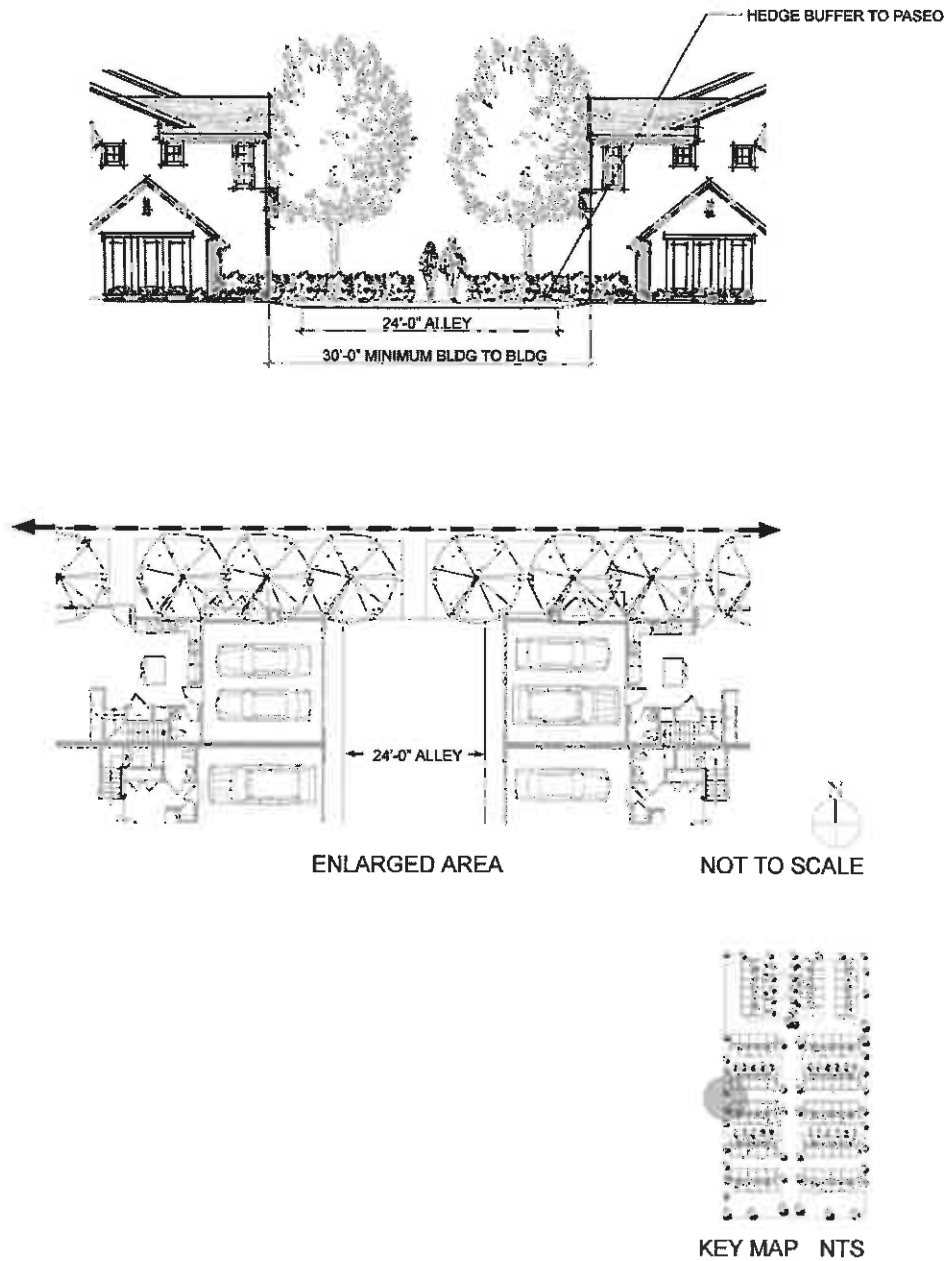 HEDGE BUFFER TO PASEO
24'-0" ALLEY
30'-0" MINIMUM BLDG TO BLDG
24'-0" ALLEY
N
ENLARGED AREA
NOT TO SCALE
KEY MAP NTS